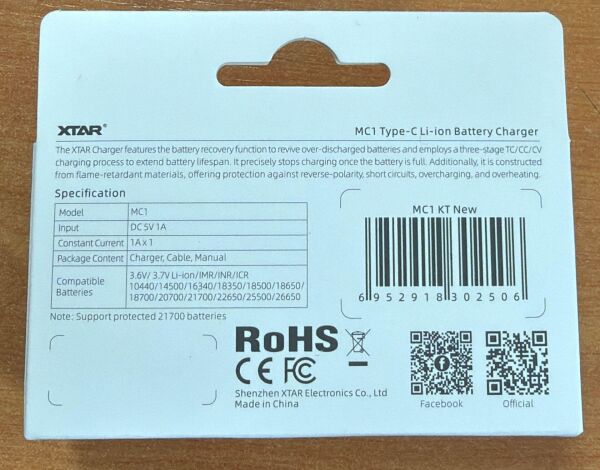 XTAR®
MC1 Type-C Li-ion Battery Charger
The XTAR Charger features the battery recovery function to revive over-discharged batteries and employs a three-stage TC/CC/CV
charging process to extend battery lifespan. It precisely stops charging once the battery is full. Additionally, it is constructed
from flame-retardant materials, offering protection against reverse-polarity, short circuits, overcharging, and overheating.
Specification
Model MC1
Input DC 5V 1A
Constant Current 1A x 1
Package Content Charger, Cable, Manual
Compatible Batteries 3.6V/ 3.7V Li-ion/IMR/INR/ICR
10440/14500/16340/18350/18500/18650/
18700/20700/21700/22650/25500/26650
Note: Support protected 21700 batteries
MC1 KT New
6 952918 302506
RoHS
CE FC
Shenzhen XTAR Electronics Co., Ltd
Made in China
Facebook
Official